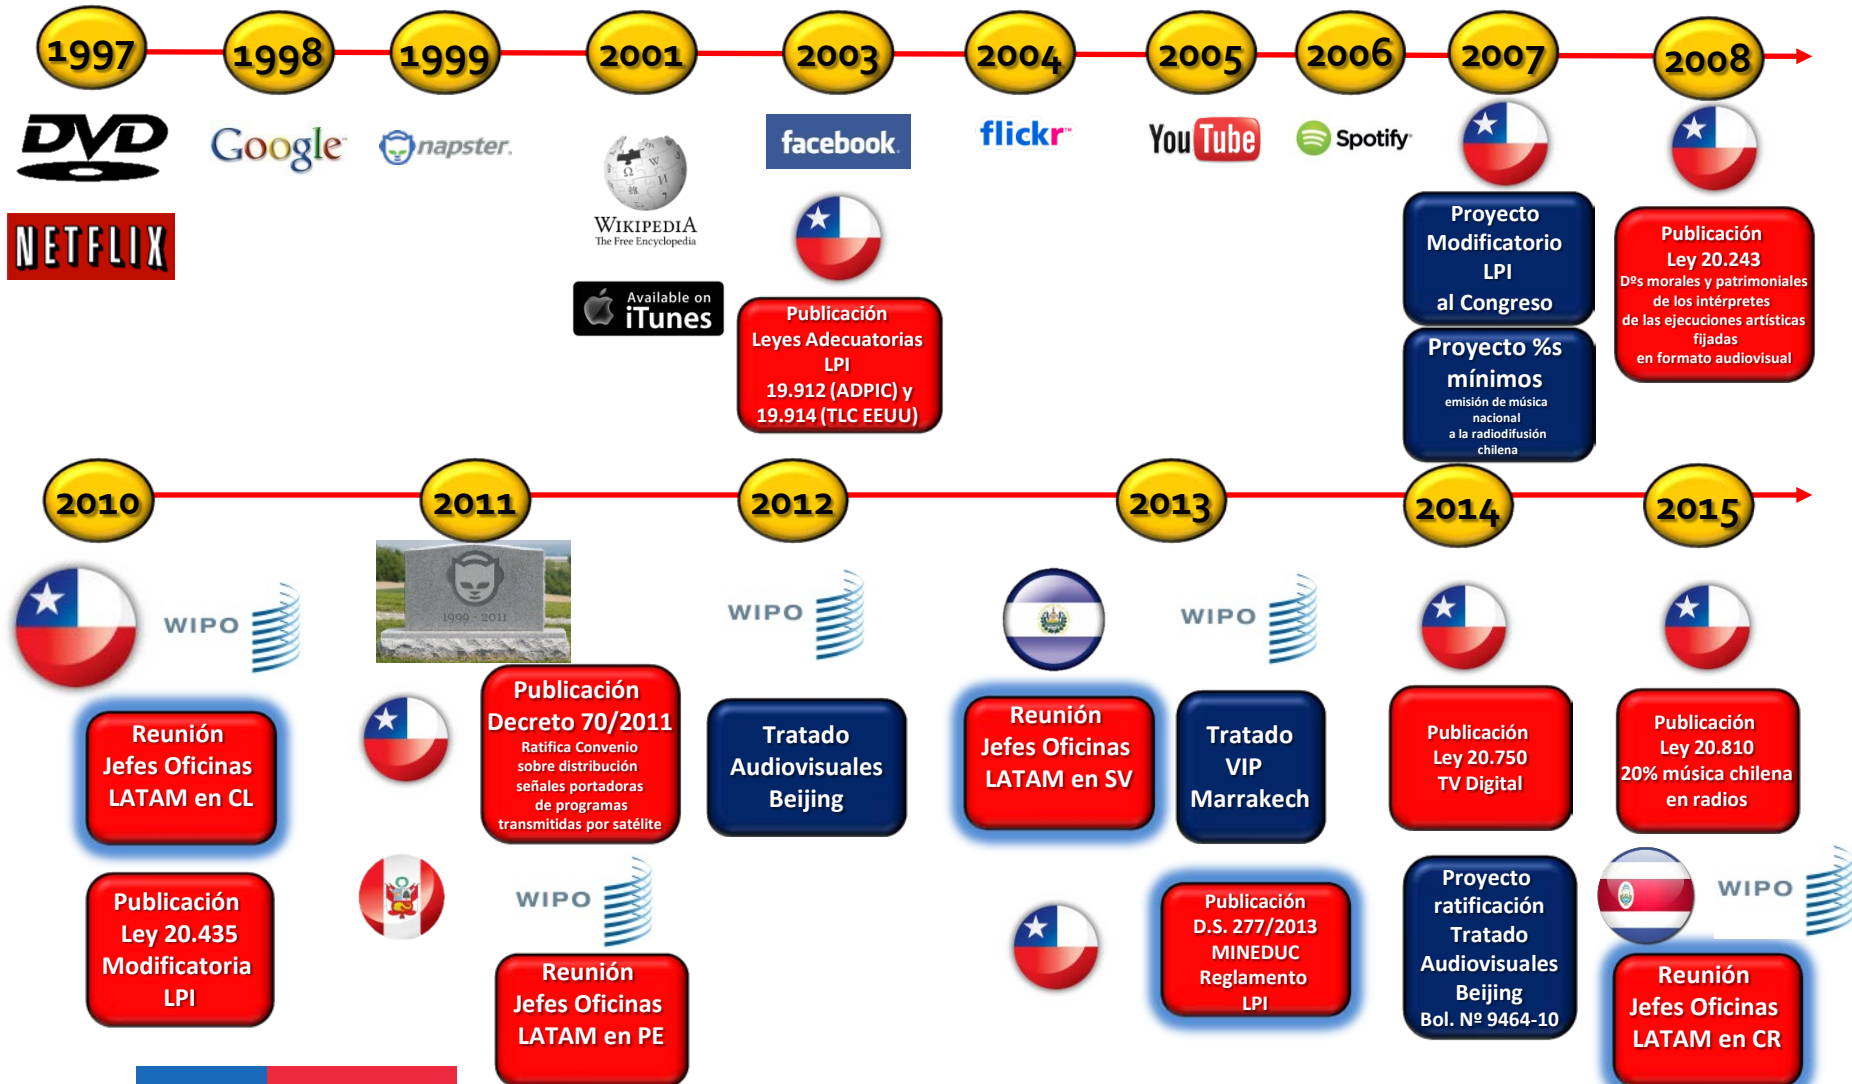 1997
1998
1999
2001
2003
2004
2005
2006
2007
2008
DVD
NETFLIX
Google
napster.
WIKIPEDIA
The Free Encyclopedia
Available on
iTunes
facebook.
Publicación
Leyes Adecuatorias
LPI
19.912 (ADPIC) y
19.914 (TLC EEUU)
flickr™
YouTube
Spotify
Proyecto
Modificatorio
LPI
al Congreso
Proyecto %s
mínimos
emisión de música
nacional
a la radiodifusión
chilena
Publicación
Ley 20.243
Dºs morales y patrimoniales
de los intérpretes
de las ejecuciones artísticas
fijadas
en formato audiovisual
2010
2011
2012
2013
2014
2015
WIPO
Reunión
Jefes Oficinas
LATAM en CL
Publicación
Ley 20.435
Modificatoria
LPI
1999 - 2011
Publicación
Decreto 70/2011
Ratifica Convenio
sobre distribución
señales portadoras
de programas
transmitidas por satélite
WIPO
Reunión
Jefes Oficinas
LATAM en PE
WIPO
Tratado
Audiovisuales
Beijing
Reunión
Jefes Oficinas
LATAM en SV
WIPO
Tratado
VIP
Marrakech
Publicación
D.S. 277/2013
MINEDUC
Reglamento
LPI
Publicación
Ley 20.750
TV Digital
Proyecto
ratificación
Tratado
Audiovisuales
Beijing
Bol. Nº 9464-10
Publicación
Ley 20.810
20% música chilena
en radios
WIPO
Reunión
Jefes Oficinas
LATAM en CR